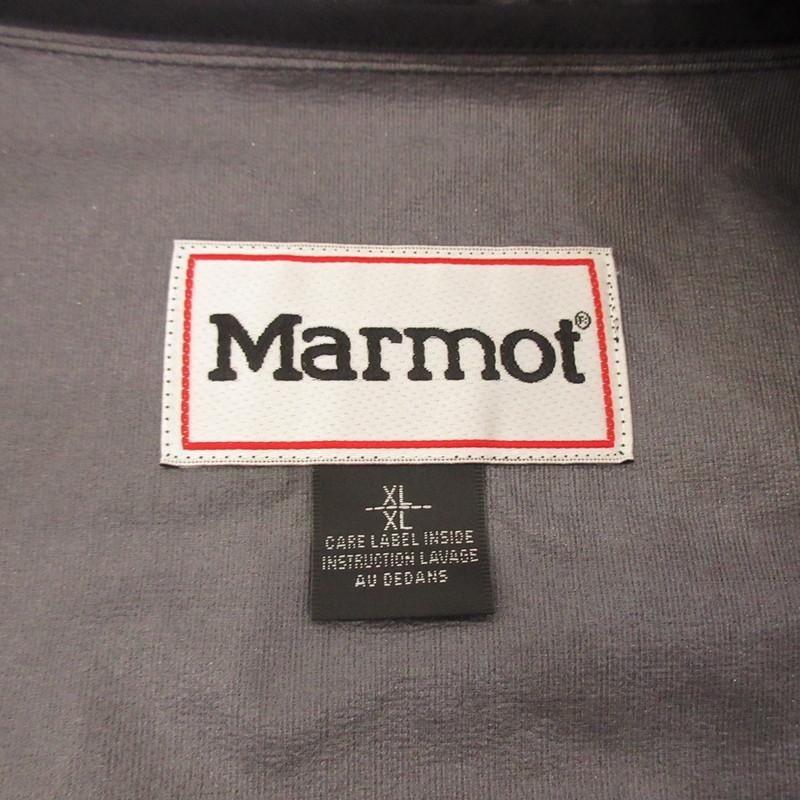 Marmot®
XL
XL
CARE LABEL INSIDE
INSTRUCTION LAVAGE
AU DEDANS